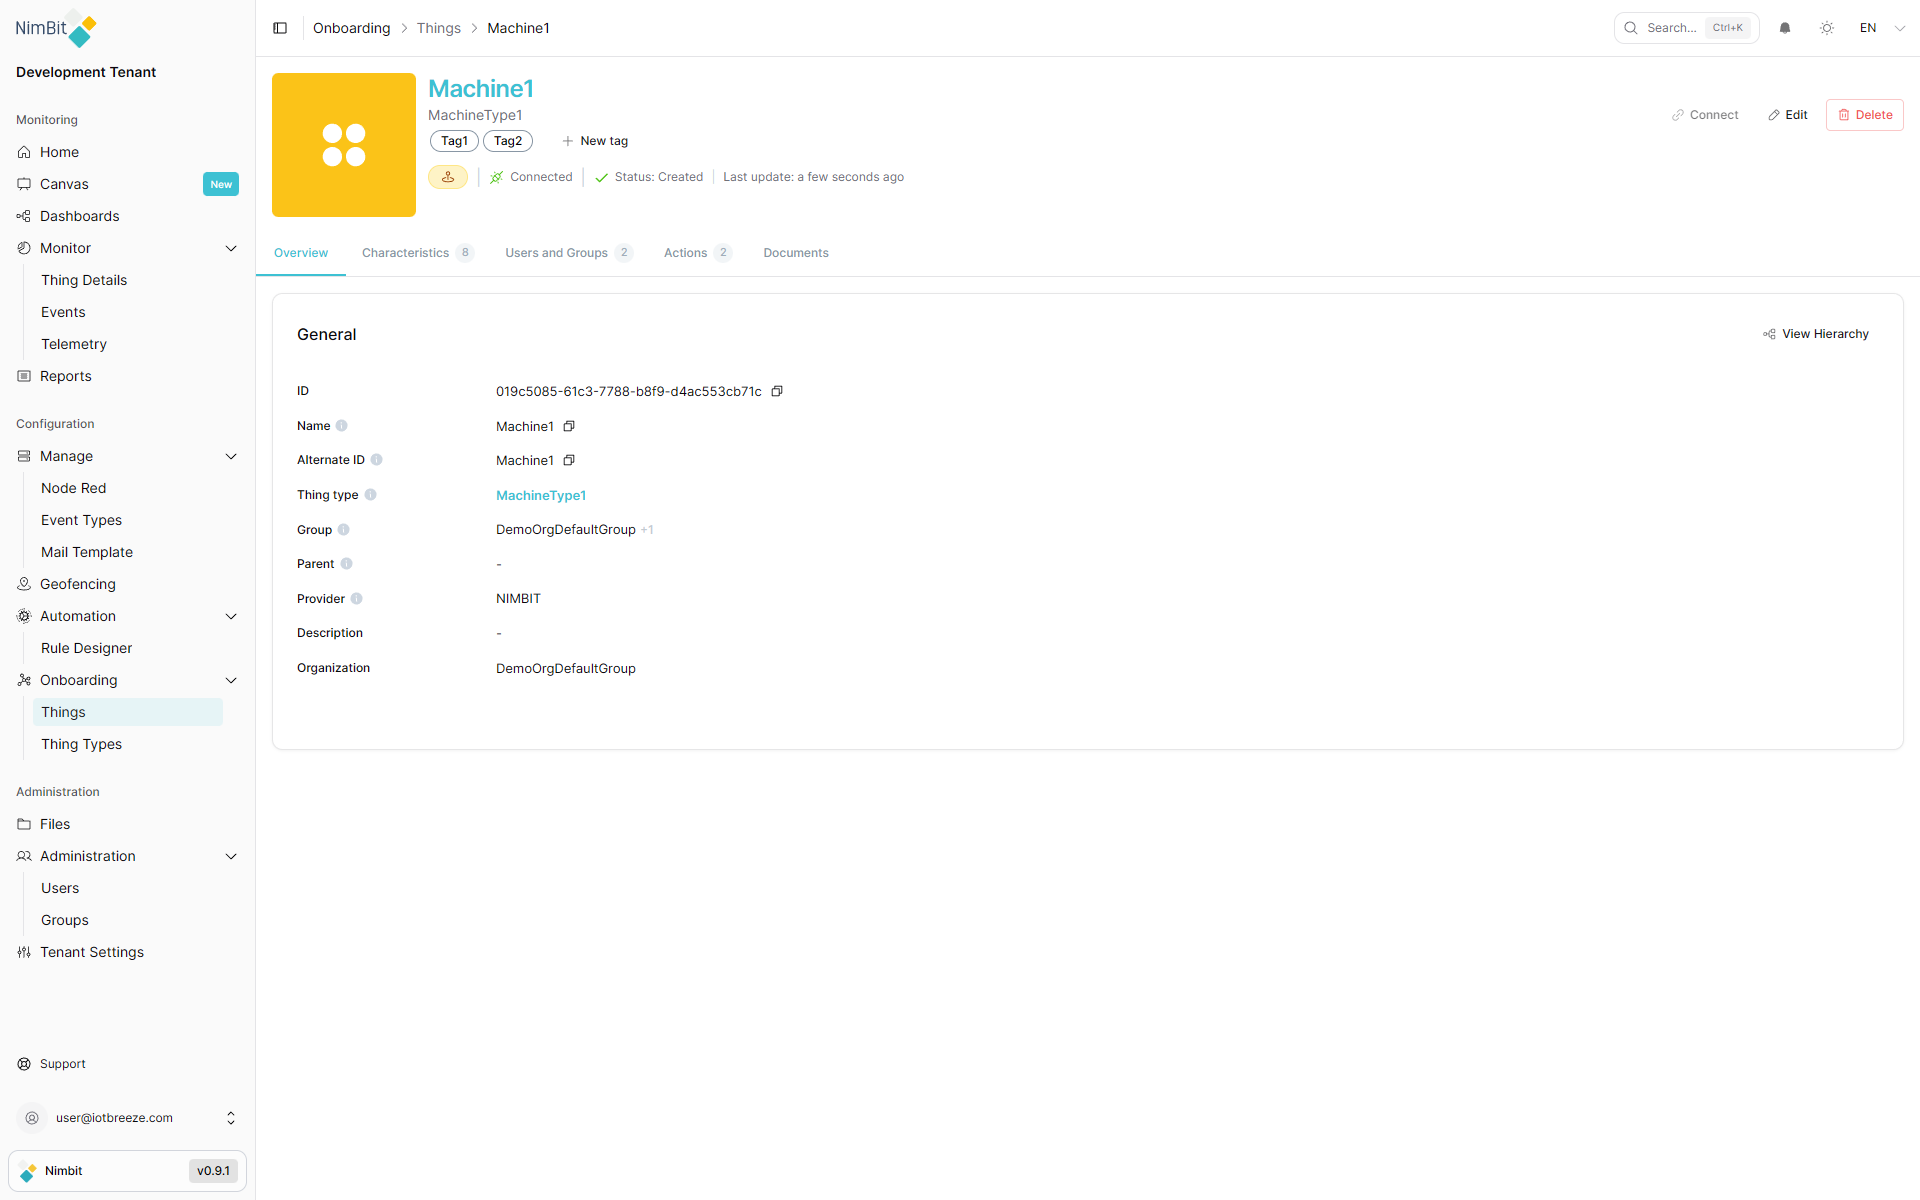 NimBit
Development Tenant
Monitoring
Home
Canvas New
Dashboards
Monitor
Thing Details
Events
Telemetry
Reports
Configuration
Manage
Node Red
Event Types
Mail Template
Geofencing
Automation
Rule Designer
Onboarding
Things
Thing Types
Administration
Files
Administration
Users
Groups
Tenant Settings
Support
user@iotbreeze.com
Nimbit v0.9.1
Onboarding > Things > Machine1
Search... Ctrl+K EN
Machine1
MachineType1
Tag1 Tag2 + New tag
Connected Status: Created Last update: a few seconds ago
Connect Edit Delete
Overview Characteristics 8 Users and Groups 2 Actions 2 Documents
General View Hierarchy
ID 019c5085-61c3-7788-b8f9-d4ac553cb71c
Name Machine1
Alternate ID Machine1
Thing type MachineType1
Group DemoOrgDefaultGroup +1
Parent -
Provider NIMBIT
Description -
Organization DemoOrgDefaultGroup